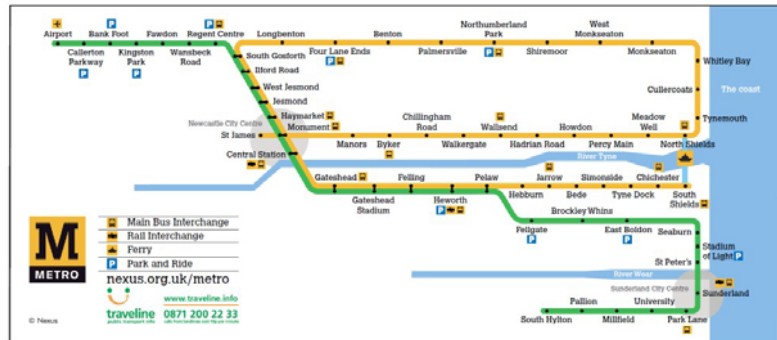 Airport
Bank Foot
Fawdon
Regent Centre
Callerton
Parkway
Kingston
Park
Wansbeck
Road
Longbenton
Four Lane Ends
Benton
Palmersville
Northumberland
Park
Shiremoor
West
Monkseaton
Monkseaton
Whitley Bay
Cullercoats
The coast
Tynemouth
South Gosforth
Ilford Road
West Jesmond
Jesmond
Haymarket
Newcastle City Centre
Monument
St James
Central Station
Manors
Byker
Chillingham
Road
Walkergate
Wallsend
Hadrian Road
Howdon
Percy Main
Meadow
Well
North Shields
River Tyne
Gateshead
Gateshead
Stadium
Felling
Heworth
Pelaw
Hebburn
Jarrow
Bede
Simonside
Tyne Dock
Chichester
South
Shields
Fellgate
Brockley Whins
East Boldon
Seaburn
Stadium
of Light
St Peter's
River Wear
Sunderland City Centre
Sunderland
Park Lane
University
Millfield
Pallion
South Hylton
M
METRO
Main Bus Interchange
Rail Interchange
Ferry
P Park and Ride
nexus.org.uk/metro
traveline
public transport info
www.traveline.info
0871 200 22 33
© Nexus